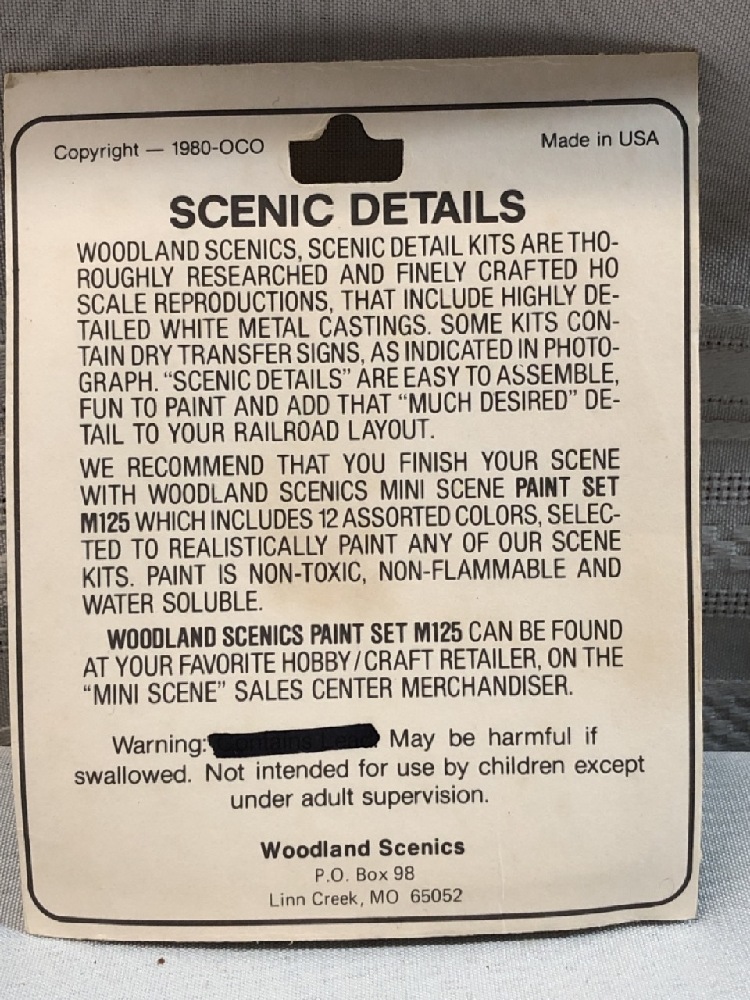 Copyright — 1980-OCO
Made in USA
SCENIC DETAILS
WOODLAND SCENICS, SCENIC DETAIL KITS ARE THO-
ROUGHLY RESEARCHED AND FINELY CRAFTED HO
SCALE REPRODUCTIONS, THAT INCLUDE HIGHLY DE-
TAILED WHITE METAL CASTINGS. SOME KITS CON-
TAIN DRY TRANSFER SIGNS, AS INDICATED IN PHOTO-
GRAPH. "SCENIC DETAILS" ARE EASY TO ASSEMBLE,
FUN TO PAINT AND ADD THAT "MUCH DESIRED" DE-
TAIL TO YOUR RAILROAD LAYOUT.
WE RECOMMEND THAT YOU FINISH YOUR SCENE
WITH WOODLAND SCENICS MINI SCENE PAINT SET
M125 WHICH INCLUDES 12 ASSORTED COLORS, SELEC-
TED TO REALISTICALLY PAINT ANY OF OUR SCENE
KITS. PAINT IS NON-TOXIC, NON-FLAMMABLE AND
WATER SOLUBLE.
WOODLAND SCENICS PAINT SET M125 CAN BE FOUND
AT YOUR FAVORITE HOBBY/CRAFT RETAILER, ON THE
"MINI SCENE" SALES CENTER MERCHANDISER.
Warning: Contains Lead. May be harmful if
swallowed. Not intended for use by children except
under adult supervision.
Woodland Scenics
P.O. Box 98
Linn Creek, MO 65052